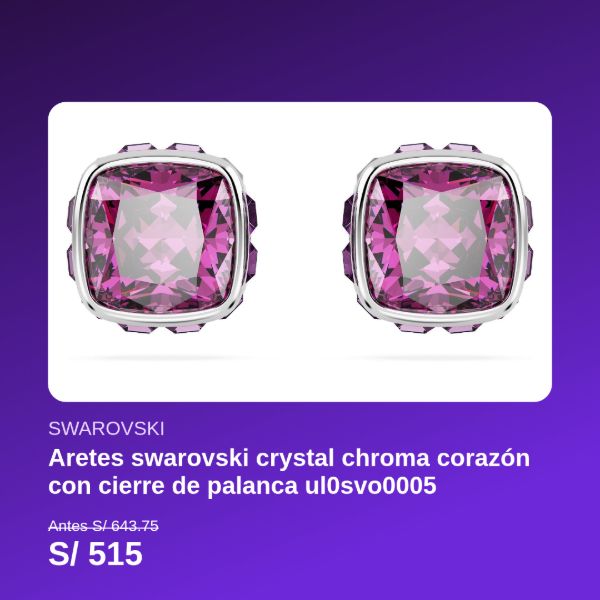 SWAROVSKI
Aretes swarovski crystal chroma corazón
con cierre de palanca ul0svo0005
Antes S/ 643.75
S/ 515